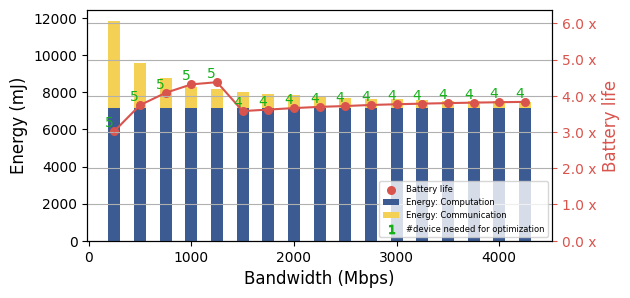 12000
10000
8000
6000
4000
2000
0
Energy (mJ)
5 5 5 5 5 4 4 4 4 4 4 4 4 4 4 4 4
6.0 x
5.0 x
4.0 x
3.0 x
2.0 x
1.0 x
0.0 x
Battery life
Battery life
Energy: Computation
Energy: Communication
1 #device needed for optimization
0 1000 2000 3000 4000
Bandwidth (Mbps)